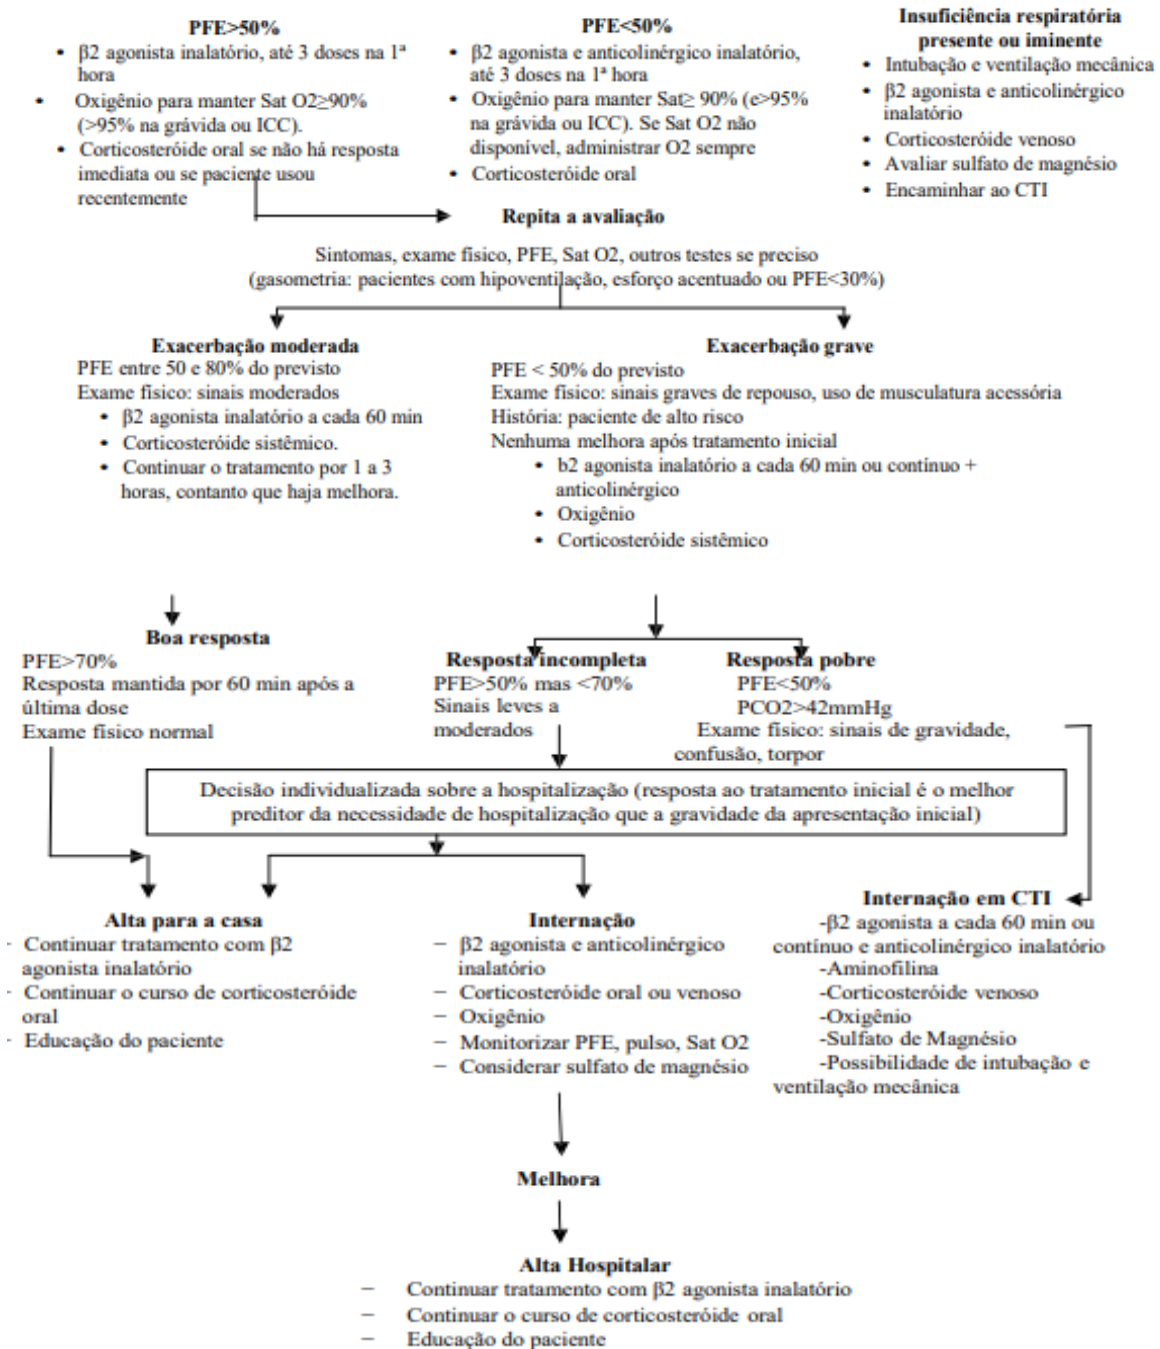 PFE>50%
• β2 agonista inalatório, até 3 doses na 1ª
hora
• Oxigênio para manter Sat O2≥90%
(>95% na grávida ou ICC).
• Corticosteróide oral se não há resposta
imediata ou se paciente usou
recentemente
PFE<50%
• β2 agonista e anticolinérgico inalatório,
até 3 doses na 1ª hora
• Oxigênio para manter Sat≥ 90% (e>95%
na grávida ou ICC). Se Sat O2 não
disponível, administrar O2 sempre
• Corticosteróide oral
Insuficiência respiratória
presente ou iminente
• Intubação e ventilação mecânica
• β2 agonista e anticolinérgico
inalatório
• Corticosteróide venoso
• Avaliar sulfato de magnésio
• Encaminhar ao CTI
Repita a avaliação
Sintomas, exame físico, PFE, Sat O2, outros testes se preciso
(gasometria: pacientes com hipoventilação, esforço acentuado ou PFE<30%)
Exacerbação moderada
PFE entre 50 e 80% do previsto
Exame físico: sinais moderados
• β2 agonista inalatório a cada 60 min
• Corticosteróide sistêmico.
• Continuar o tratamento por 1 a 3
horas, contanto que haja melhora.
Exacerbação grave
PFE < 50% do previsto
Exame físico: sinais graves de repouso, uso de musculatura acessória
História: paciente de alto risco
Nenhuma melhora após tratamento inicial
• b2 agonista inalatório a cada 60 min ou contínuo +
anticolinérgico
• Oxigênio
• Corticosteróide sistêmico
Boa resposta
PFE>70%
Resposta mantida por 60 min após a
última dose
Exame físico normal
Resposta incompleta
PFE>50% mas <70%
Sinais leves a
moderados
Resposta pobre
PFE<50%
PCO2>42mmHg
Exame físico: sinais de gravidade,
confusão, torpor
Decisão individualizada sobre a hospitalização (resposta ao tratamento inicial é o melhor
preditor da necessidade de hospitalização que a gravidade da apresentação inicial)
Alta para a casa
- Continuar tratamento com β2
agonista inalatório
- Continuar o curso de corticosteróide
oral
- Educação do paciente
Internação
– β2 agonista e anticolinérgico
inalatório
– Corticosteróide oral ou venoso
– Oxigênio
– Monitorizar PFE, pulso, Sat O2
– Considerar sulfato de magnésio
Internação em CTI
-β2 agonista a cada 60 min ou
contínuo e anticolinérgico inalatório
-Aminofilina
-Corticosteróide venoso
-Oxigênio
-Sulfato de Magnésio
-Possibilidade de intubação e
ventilação mecânica
Melhora
Alta Hospitalar
– Continuar tratamento com β2 agonista inalatório
– Continuar o curso de corticosteróide oral
– Educação do paciente